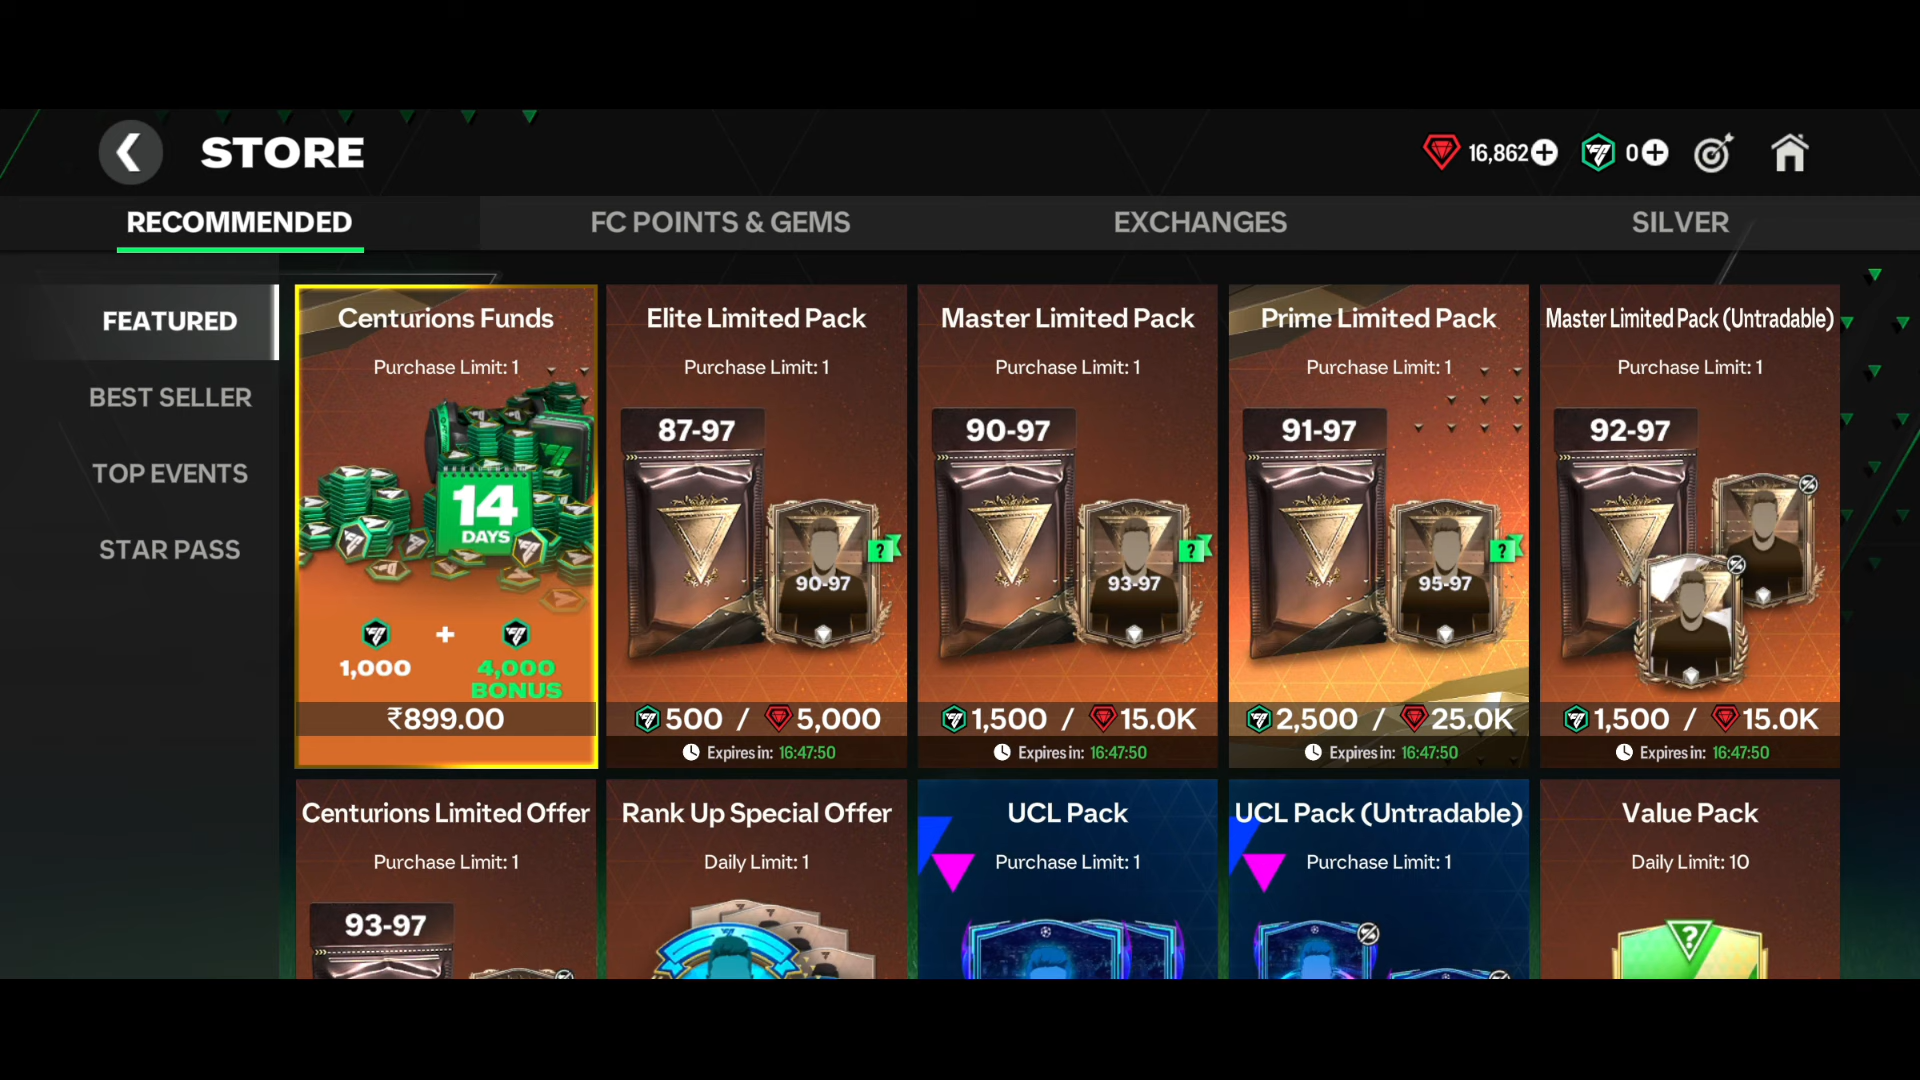 STORE
16,862
0
RECOMMENDED
FC POINTS & GEMS
EXCHANGES
SILVER
FEATURED
BEST SELLER
TOP EVENTS
STAR PASS
Centurions Funds
Purchase Limit: 1
14
DAYS
1,000
+
4,000
BONUS
₹899.00
Elite Limited Pack
Purchase Limit: 1
87-97
?
90-97
500 / 5,000
Expires in: 16:47:50
Master Limited Pack
Purchase Limit: 1
90-97
?
93-97
1,500 / 15.0K
Expires in: 16:47:50
Prime Limited Pack
Purchase Limit: 1
91-97
?
95-97
2,500 / 25.0K
Expires in: 16:47:50
Master Limited Pack (Untradable)
Purchase Limit: 1
92-97
1,500 / 15.0K
Expires in: 16:47:50
Centurions Limited Offer
Purchase Limit: 1
93-97
Rank Up Special Offer
Daily Limit: 1
UCL Pack
Purchase Limit: 1
UCL Pack (Untradable)
Purchase Limit: 1
Value Pack
Daily Limit: 10
?